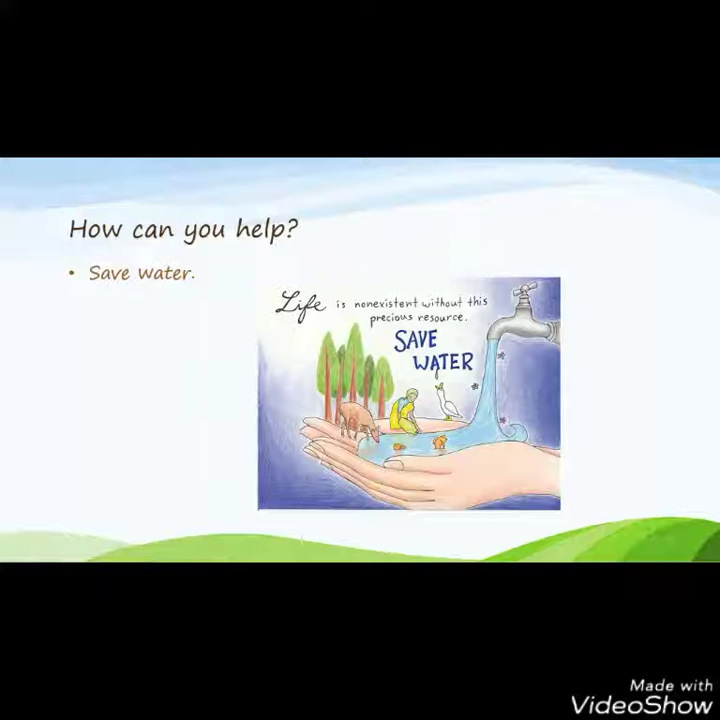 How can you help?
• Save water.
Life is nonexistent without this
precious resource.
SAVE
WATER
Made with
VideoShow